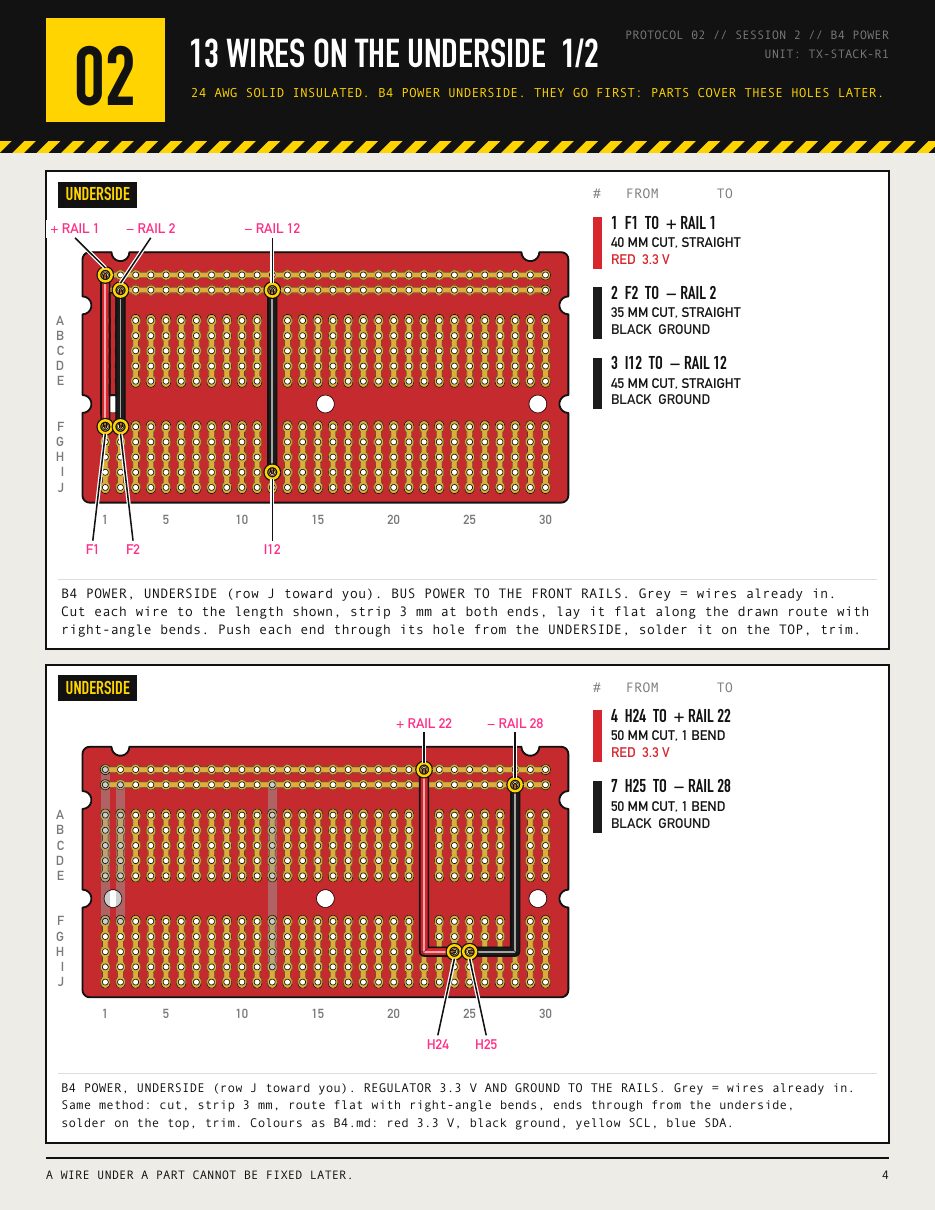 02
13 WIRES ON THE UNDERSIDE 1/2
PROTOCOL 02 // SESSION 2 // B4 POWER
UNIT: TX-STACK-R1
24 AWG SOLID INSULATED. B4 POWER UNDERSIDE. THEY GO FIRST: PARTS COVER THESE HOLES LATER.
UNDERSIDE
+ RAIL 1 – RAIL 2 – RAIL 12
A
B
C
D
E
F
G
H
I
J
1 5 10 15 20 25 30
F1 F2 I12
# FROM TO
1 F1 TO + RAIL 1
40 MM CUT, STRAIGHT
RED 3.3 V
2 F2 TO – RAIL 2
35 MM CUT, STRAIGHT
BLACK GROUND
3 I12 TO – RAIL 12
45 MM CUT, STRAIGHT
BLACK GROUND
B4 POWER, UNDERSIDE (row J toward you). BUS POWER TO THE FRONT RAILS. Grey = wires already in.
Cut each wire to the length shown, strip 3 mm at both ends, lay it flat along the drawn route with
right-angle bends. Push each end through its hole from the UNDERSIDE, solder it on the TOP, trim.
UNDERSIDE
+ RAIL 22 – RAIL 28
A
B
C
D
E
F
G
H
I
J
1 5 10 15 20 25 30
H24 H25
# FROM TO
4 H24 TO + RAIL 22
50 MM CUT, 1 BEND
RED 3.3 V
7 H25 TO – RAIL 28
50 MM CUT, 1 BEND
BLACK GROUND
B4 POWER, UNDERSIDE (row J toward you). REGULATOR 3.3 V AND GROUND TO THE RAILS. Grey = wires already in.
Same method: cut, strip 3 mm, route flat with right-angle bends, ends through from the underside,
solder on the top, trim. Colours as B4.md: red 3.3 V, black ground, yellow SCL, blue SDA.
A WIRE UNDER A PART CANNOT BE FIXED LATER.
4